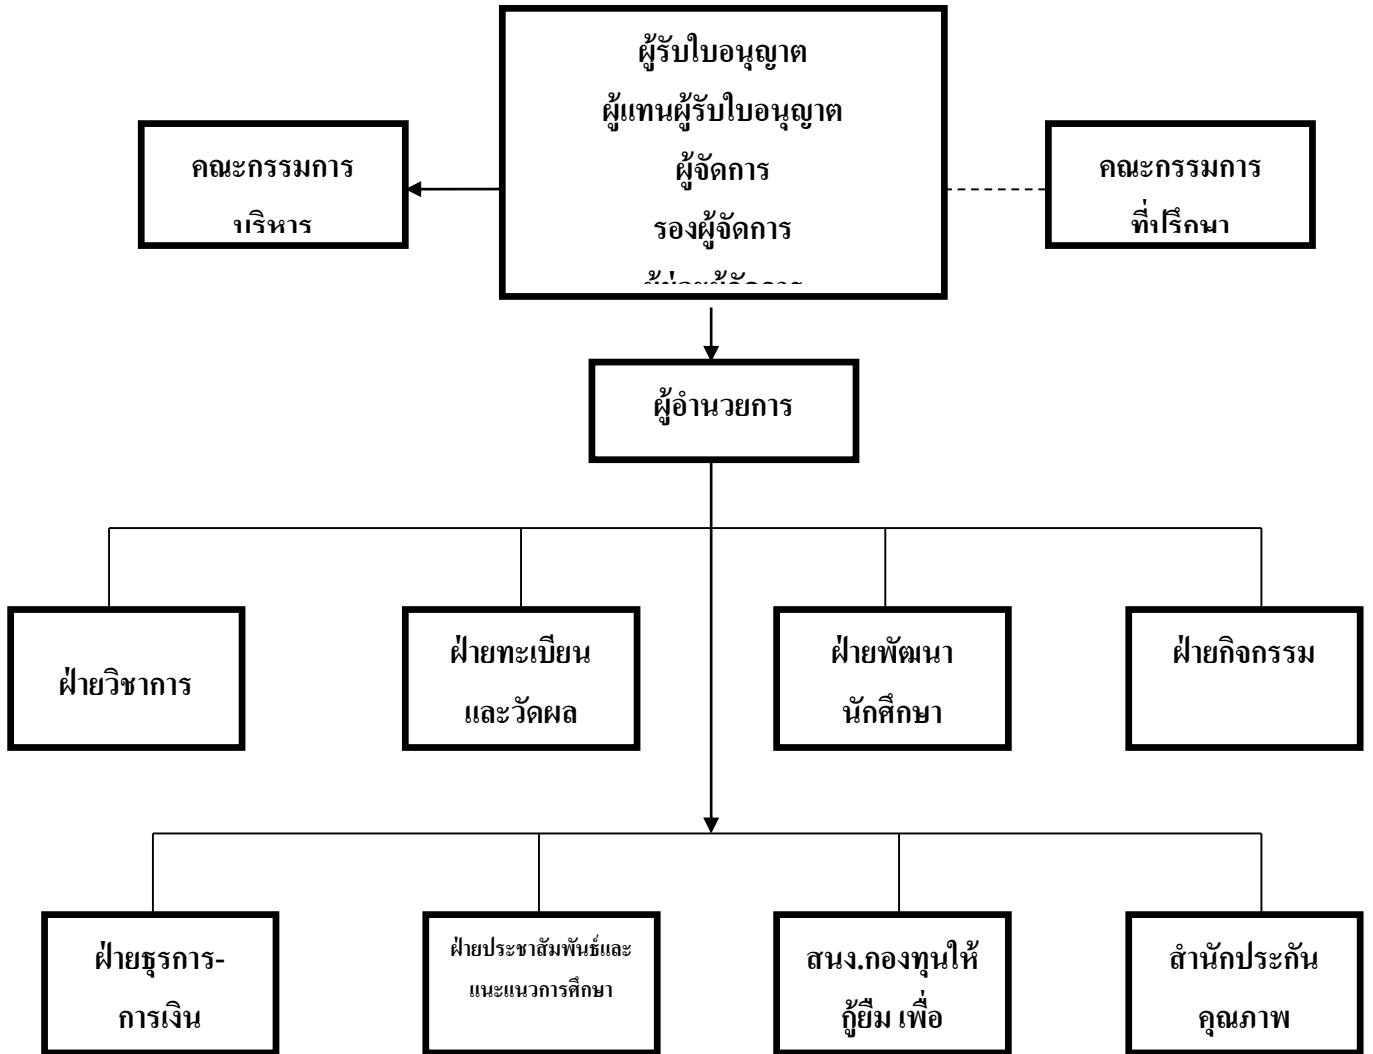 ผู้รับใบอนุญาต
ผู้แทนผู้รับใบอนุญาต
ผู้จัดการ
รองผู้จัดการ
คณะกรรมการ
บริหาร
คณะกรรมการ
ที่ปรึกษา
ผู้อำนวยการ
ฝ่ายวิชาการ
ฝ่ายทะเบียน
และวัดผล
ฝ่ายพัฒนา
นักศึกษา
ฝ่ายกิจกรรม
ฝ่ายธุรการ-
การเงิน
ฝ่ายประชาสัมพันธ์และ
แนะแนวการศึกษา
สนง.กองทุนให้
กู้ยืม เพื่อ
สำนักประกัน
คุณภาพ